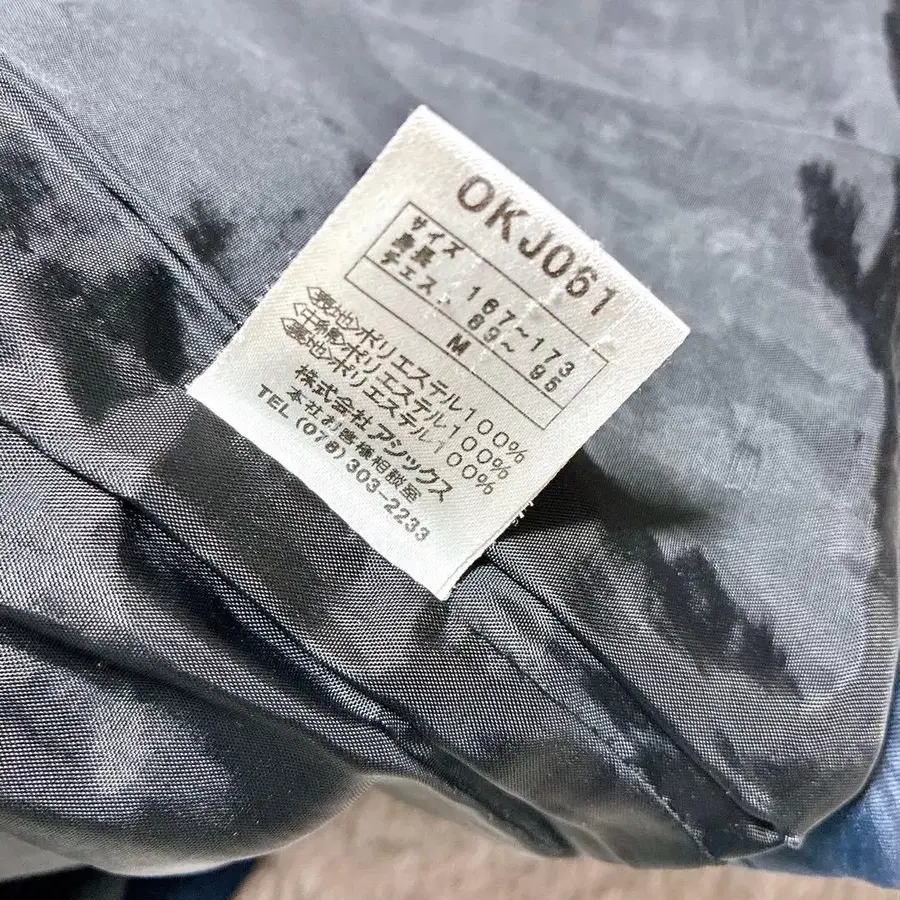 OKJ061
サイズ M
身長 167~173
チェスト 89~95
〈表地〉ポリエステル100%
〈中綿〉ポリエステル100%
〈裏地〉ポリエステル100%
株式会社アシックス
本社お客様相談室
TEL (078)303-2233